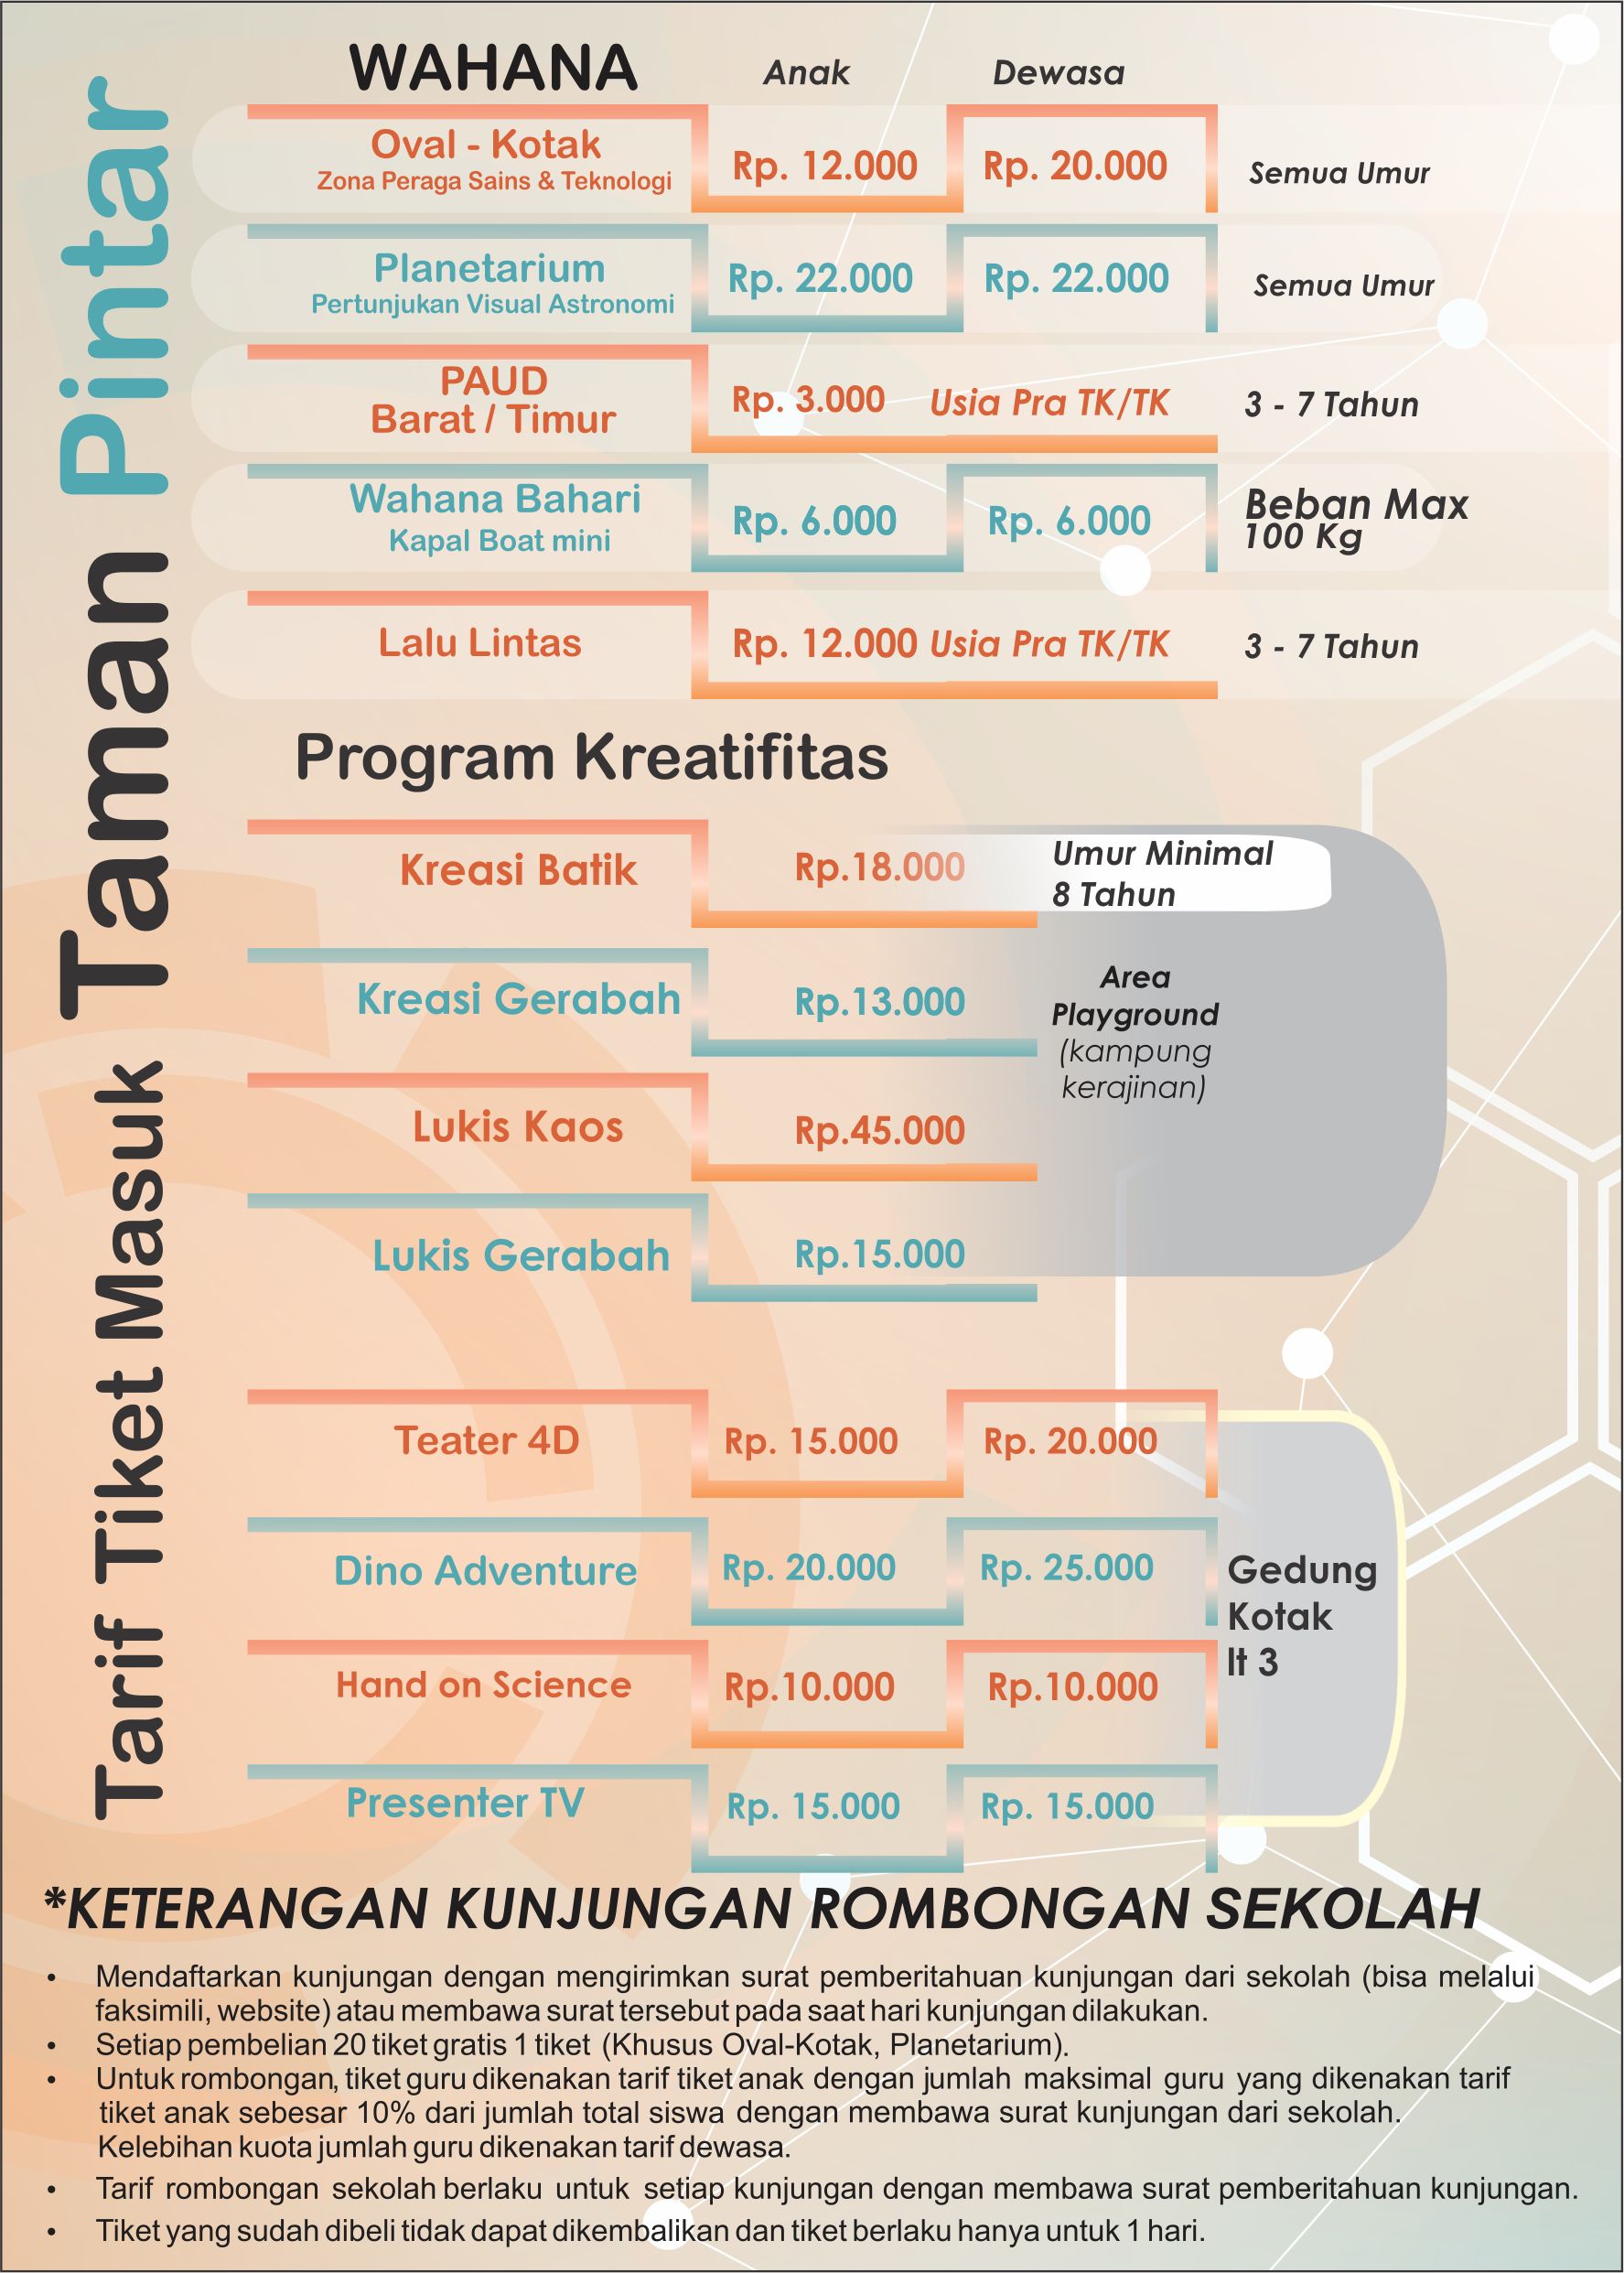 Tarif Tiket Masuk Taman Pintar
WAHANA Anak Dewasa
Oval - Kotak
Zona Peraga Sains & Teknologi
Rp. 12.000 Rp. 20.000 Semua Umur
Planetarium
Pertunjukan Visual Astronomi
Rp. 22.000 Rp. 22.000 Semua Umur
PAUD
Barat / Timur
Rp. 3.000 Usia Pra TK/TK 3 - 7 Tahun
Wahana Bahari
Kapal Boat mini
Rp. 6.000 Rp. 6.000
Beban Max
100 Kg
Lalu Lintas Rp. 12.000 Usia Pra TK/TK 3 - 7 Tahun
Program Kreatifitas
Kreasi Batik Rp.18.000
Umur Minimal
8 Tahun
Kreasi Gerabah Rp.13.000
Area
Playground
(kampung
kerajinan)
Lukis Kaos Rp.45.000
Lukis Gerabah Rp.15.000
Teater 4D Rp. 15.000 Rp. 20.000
Dino Adventure Rp. 20.000 Rp. 25.000
Gedung
Kotak
lt 3
Hand on Science Rp.10.000 Rp.10.000
Presenter TV Rp. 15.000 Rp. 15.000
*KETERANGAN KUNJUNGAN ROMBONGAN SEKOLAH
• Mendaftarkan kunjungan dengan mengirimkan surat pemberitahuan kunjungan dari sekolah (bisa melalui
faksimili, website) atau membawa surat tersebut pada saat hari kunjungan dilakukan.
• Setiap pembelian 20 tiket gratis 1 tiket (Khusus Oval-Kotak, Planetarium).
• Untuk rombongan, tiket guru dikenakan tarif tiket anak dengan jumlah maksimal guru yang dikenakan tarif
tiket anak sebesar 10% dari jumlah total siswa dengan membawa surat kunjungan dari sekolah.
Kelebihan kuota jumlah guru dikenakan tarif dewasa.
• Tarif rombongan sekolah berlaku untuk setiap kunjungan dengan membawa surat pemberitahuan kunjungan.
• Tiket yang sudah dibeli tidak dapat dikembalikan dan tiket berlaku hanya untuk 1 hari.